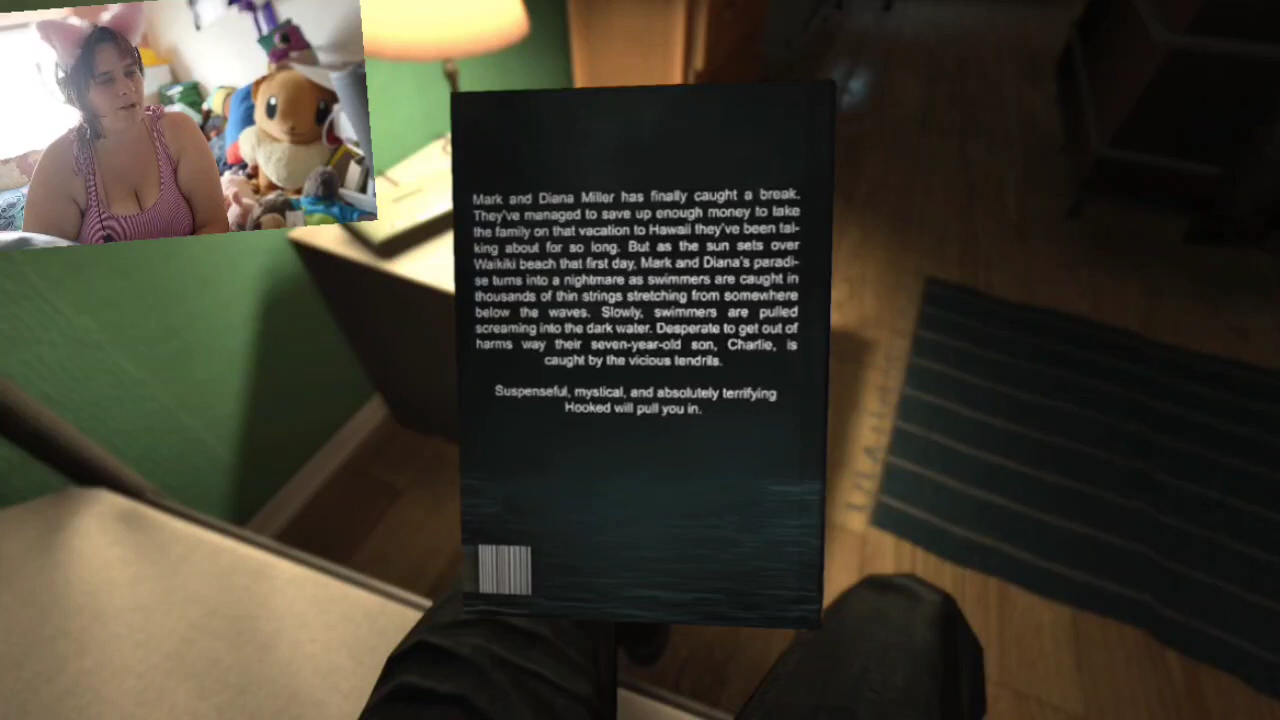 Mark and Diana Miller has finally caught a break.
They've managed to save up enough money to take
the family on that vacation to Hawaii they've been tal-
king about for so long. But as the sun sets over
Waikiki beach that first day, Mark and Diana's paradi-
se turns into a nightmare as swimmers are caught in
thousands of thin strings stretching from somewhere
below the waves. Slowly, swimmers are pulled
screaming into the dark water. Desperate to get out of
harms way their seven-year-old son, Charlie, is
caught by the vicious tendrils.
Suspenseful, mystical, and absolutely terrifying
Hooked will pull you in.